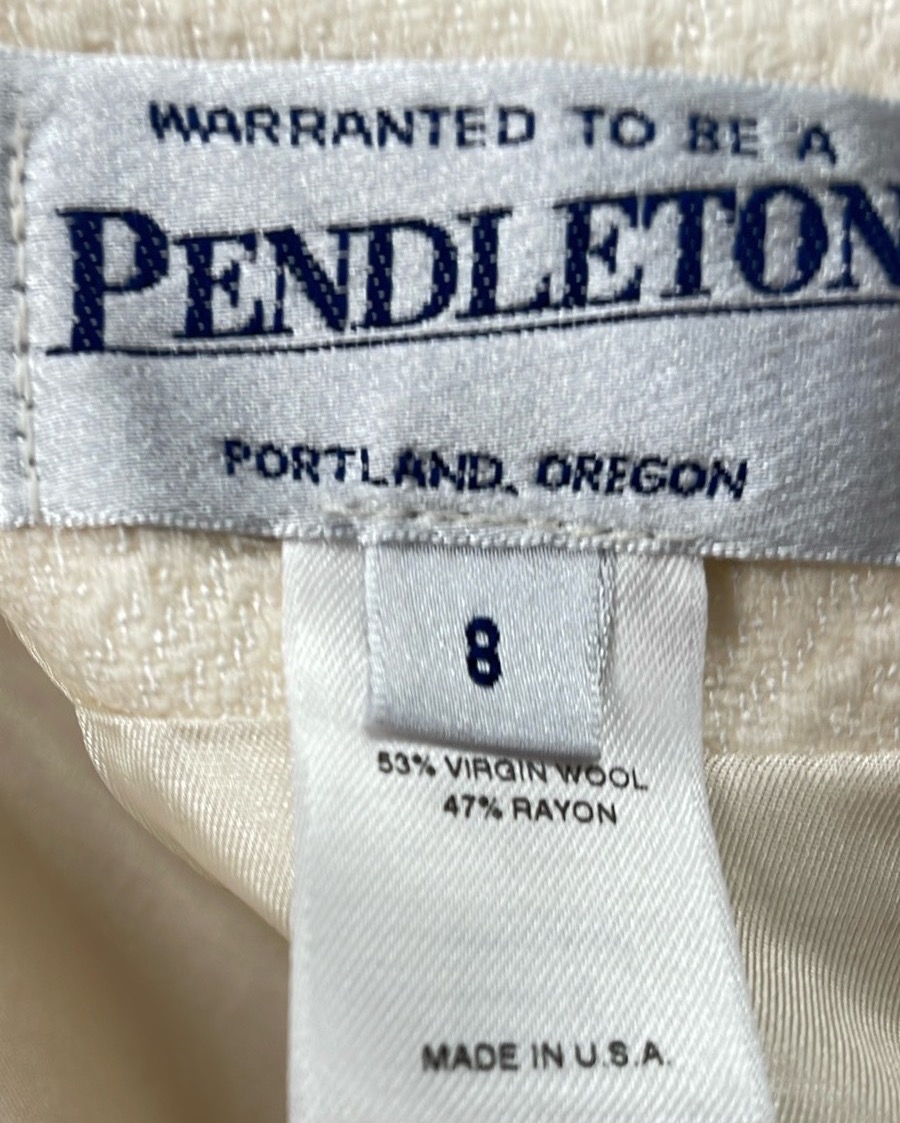 WARRANTED TO BE A
PENDLETON
PORTLAND, OREGON
8
53% VIRGIN WOOL
47% RAYON
MADE IN U.S.A.